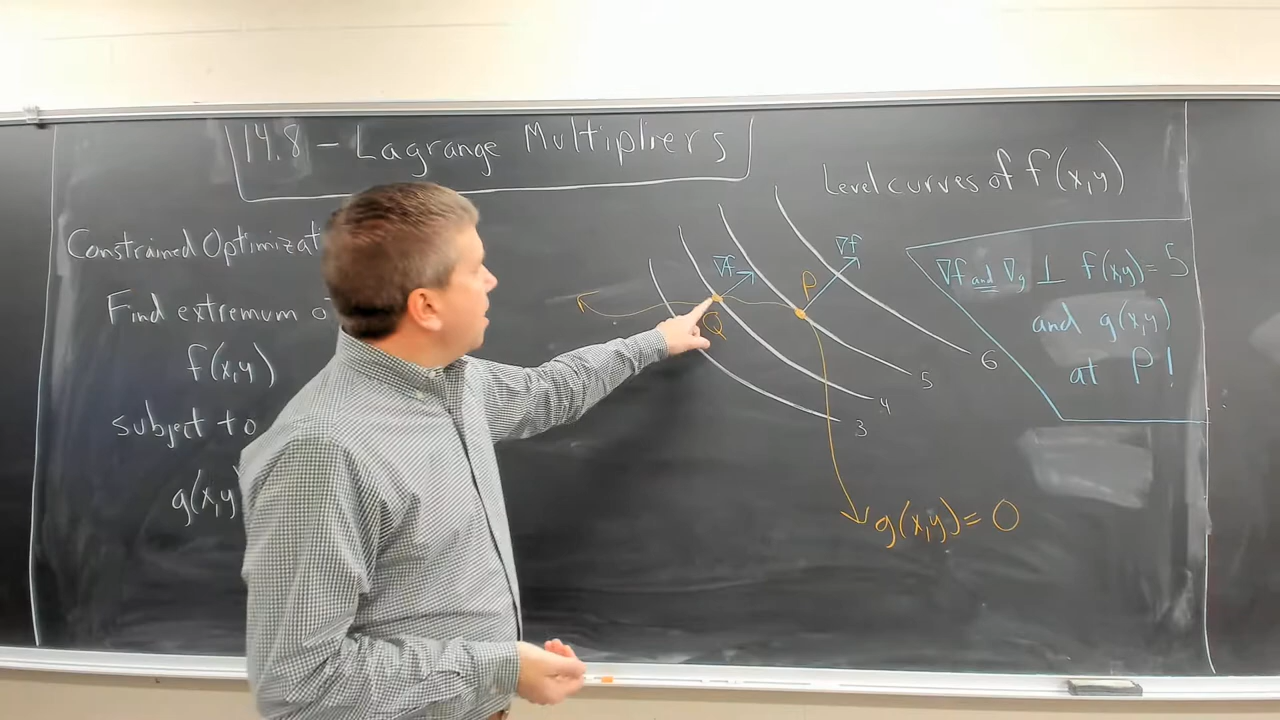 14.8 - Lagrange Multipliers
Constrained
Find extremum
f(x,y)
subject to
g(x,y
Level curves of f(x,y)
∇f
Q
P
∇f
3
4
5
6
g(x,y) = 0
∇f and ∇g ⊥ f(x,y) = 5
and g(x,y)
at P!